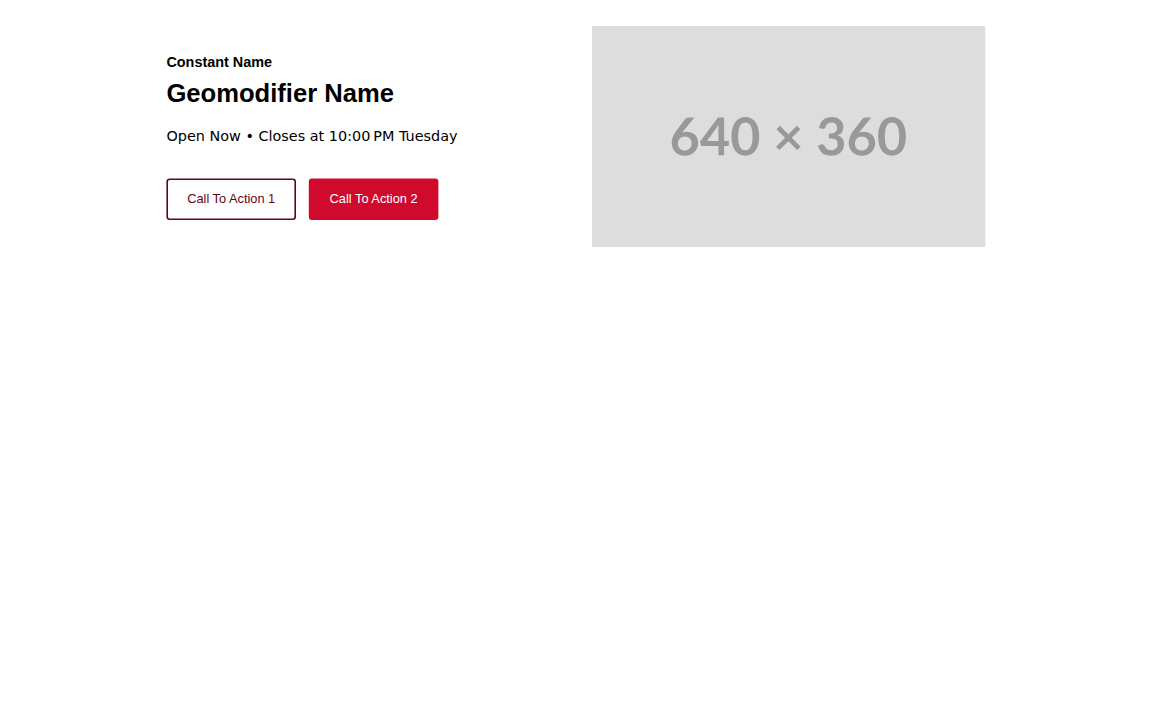 Constant Name
Geomodifier Name
Open Now • Closes at 10:00 PM Tuesday
Call To Action 1
Call To Action 2
640 × 360